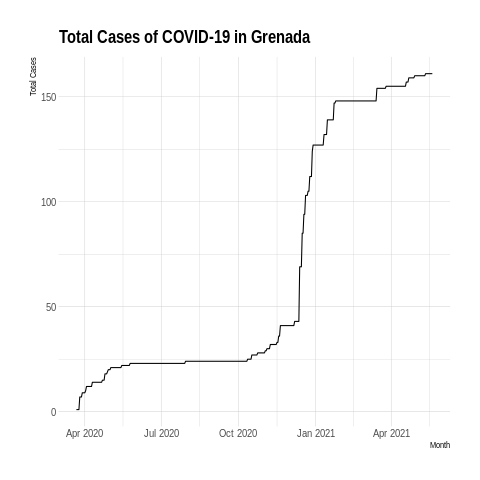 Total Cases of COVID-19 in Grenada
Total Cases
150
100
50
0
Apr 2020 Jul 2020 Oct 2020 Jan 2021 Apr 2021
Month